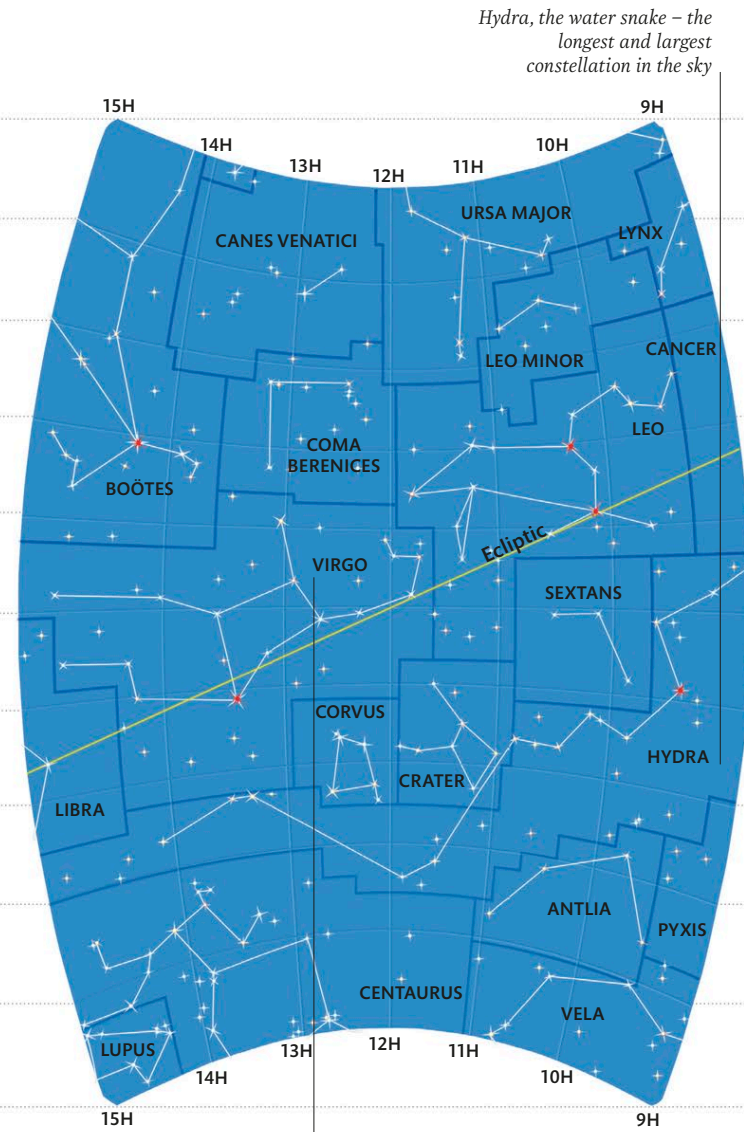 Hydra, the water snake – the
longest and largest
constellation in the sky
15H
9H
14H
13H
12H
11H
10H
URSA MAJOR
CANES VENATICI
LYNX
LEO MINOR
CANCER
LEO
COMA
BERENICES
BOÖTES
Ecliptic
VIRGO
SEXTANS
CORVUS
HYDRA
CRATER
LIBRA
ANTLIA
PYXIS
CENTAURUS
VELA
LUPUS
13H
12H
11H
14H
10H
15H
9H